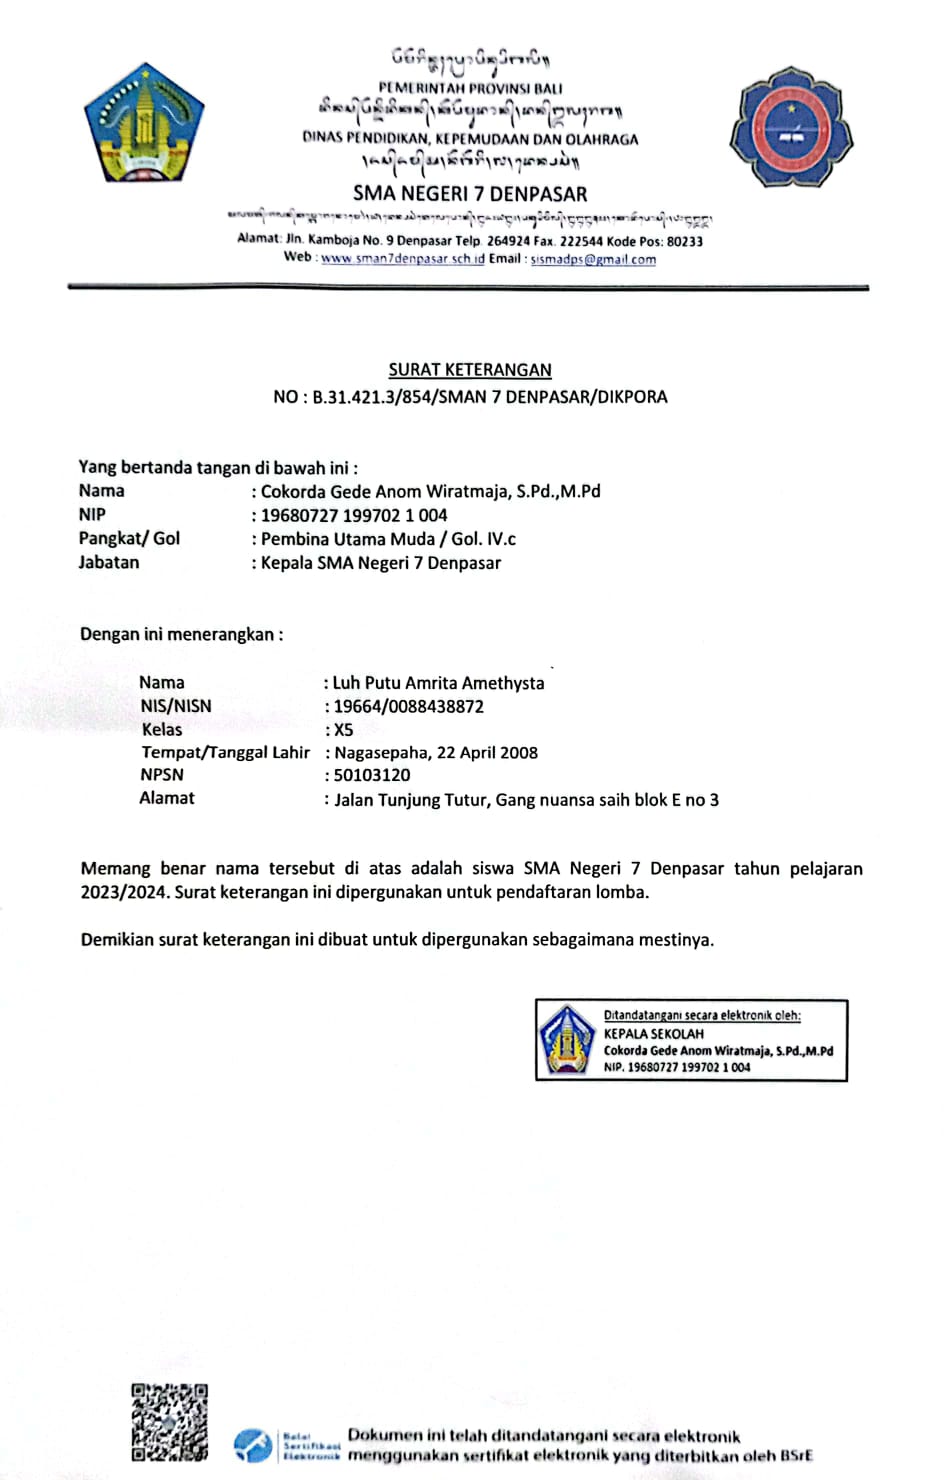 PEMERINTAH PROVINSI BALI
DINAS PENDIDIKAN, KEPEMUDAAN DAN OLAHRAGA
SMA NEGERI 7 DENPASAR
Alamat: Jln. Kamboja No. 9 Denpasar Telp. 264924 Fax. 222544 Kode Pos: 80233
Web : www.sman7denpasar.sch.id Email : sismadps@gmail.com
SURAT KETERANGAN
NO : B.31.421.3/854/SMAN 7 DENPASAR/DIKPORA
Yang bertanda tangan di bawah ini :
Nama : Cokorda Gede Anom Wiratmaja, S.Pd.,M.Pd
NIP : 19680727 199702 1 004
Pangkat/ Gol : Pembina Utama Muda / Gol. IV.c
Jabatan : Kepala SMA Negeri 7 Denpasar
Dengan ini menerangkan :
Nama : Luh Putu Amrita Amethysta
NIS/NISN : 19664/0088438872
Kelas : X5
Tempat/Tanggal Lahir : Nagasepaha, 22 April 2008
NPSN : 50103120
Alamat : Jalan Tunjung Tutur, Gang nuansa saih blok E no 3
Memang benar nama tersebut di atas adalah siswa SMA Negeri 7 Denpasar tahun pelajaran
2023/2024. Surat keterangan ini dipergunakan untuk pendaftaran lomba.
Demikian surat keterangan ini dibuat untuk dipergunakan sebagaimana mestinya.
Ditandatangani secara elektronik oleh:
KEPALA SEKOLAH
Cokorda Gede Anom Wiratmaja, S.Pd.,M.Pd
NIP. 19680727 199702 1 004
Balai
Sertifikasi
Elektronik
Dokumen ini telah ditandatangani secara elektronik
menggunakan sertifikat elektronik yang diterbitkan oleh BSrE